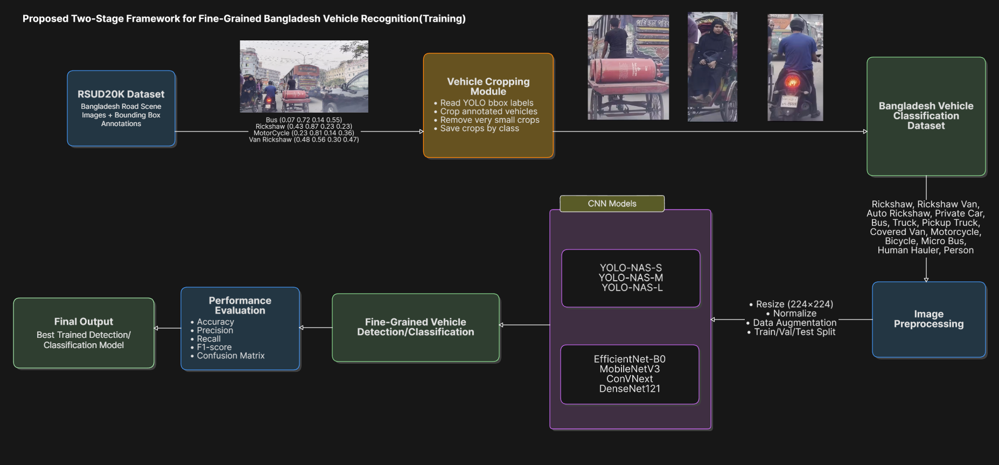 Proposed Two-Stage Framework for Fine-Grained Bangladesh Vehicle Recognition(Training)
RSUD20K Dataset
Bangladesh Road Scene
Images + Bounding Box
Annotations
Bus (0.07 0.72 0.14 0.55)
Rickshaw (0.43 0.87 0.23 0.23)
MotorCycle (0.23 0.81 0.14 0.36)
Van Rickshaw (0.48 0.56 0.30 0.47)
Vehicle Cropping
Module
• Read YOLO bbox labels
• Crop annotated vehicles
• Remove very small crops
• Save crops by class
Bangladesh Vehicle
Classification
Dataset
Rickshaw, Rickshaw Van,
Auto Rickshaw, Private Car,
Bus, Truck, Pickup Truck,
Covered Van, Motorcycle,
Bicycle, Micro Bus,
Human Hauler, Person
Image
Preprocessing
• Resize (224×224)
• Normalize
• Data Augmentation
• Train/Val/Test Split
CNN Models
YOLO-NAS-S
YOLO-NAS-M
YOLO-NAS-L
EfficientNet-B0
MobileNetV3
ConVNext
DenseNet121
Fine-Grained Vehicle
Detection/Classification
Performance
Evaluation
• Accuracy
• Precision
• Recall
• F1-score
• Confusion Matrix
Final Output
Best Trained Detection/
Classification Model